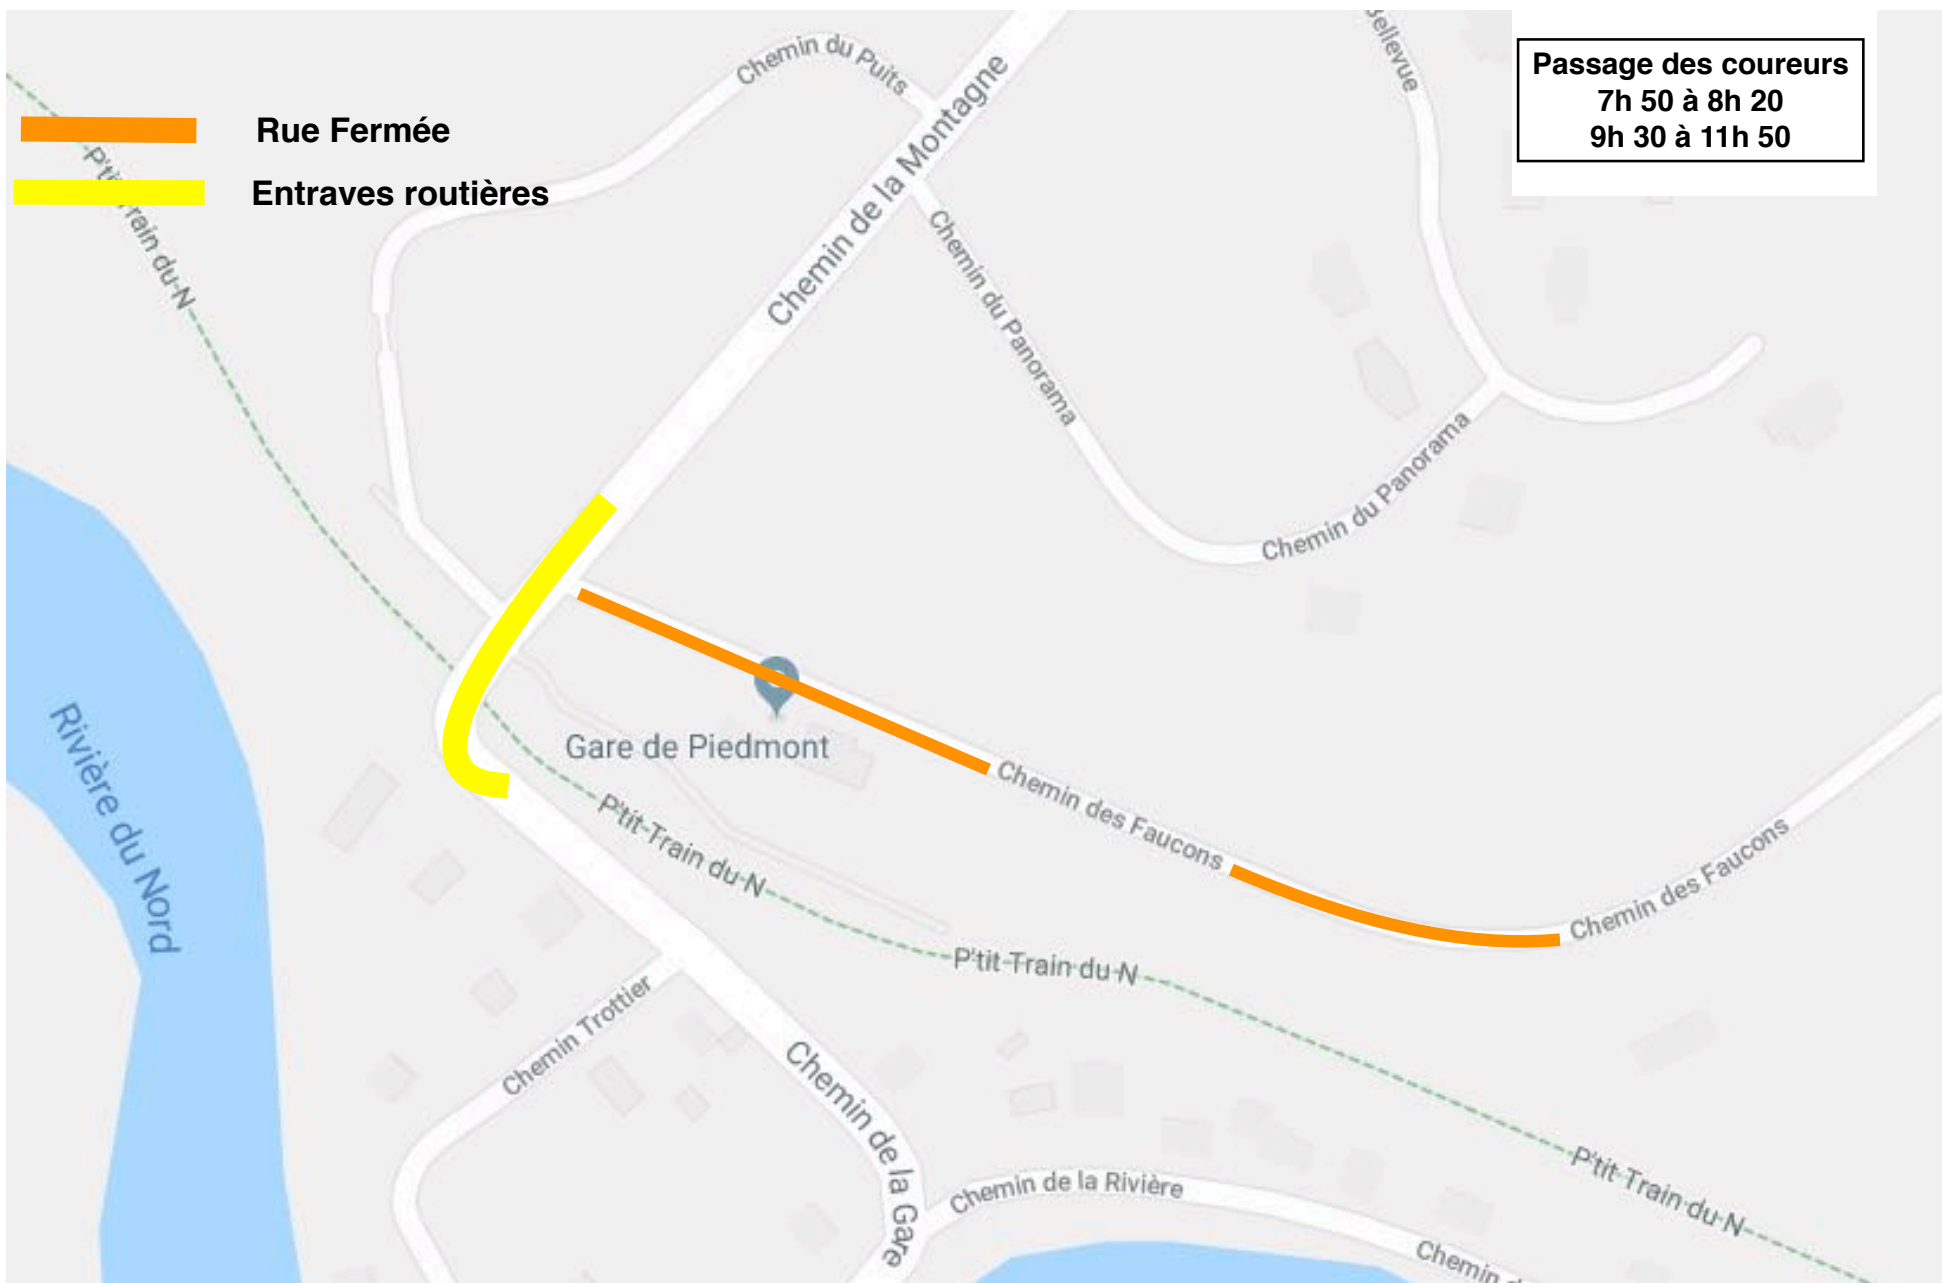 Passage des coureurs
7h 50 à 8h 20
9h 30 à 11h 50
Rue Fermée
Entraves routières
Chemin du Puits
Chemin de la Montagne
Bellevue
P'tit Train du N
Chemin du Panorama
Chemin du Panorama
Gare de Piedmont
Rivière du Nord
P'tit Train du N
Chemin des Faucons
Chemin des Faucons
P'tit Train du N
Chemin Trottier
Chemin de la Gare
Chemin de la Rivière
P'tit Train du N
Chemin d